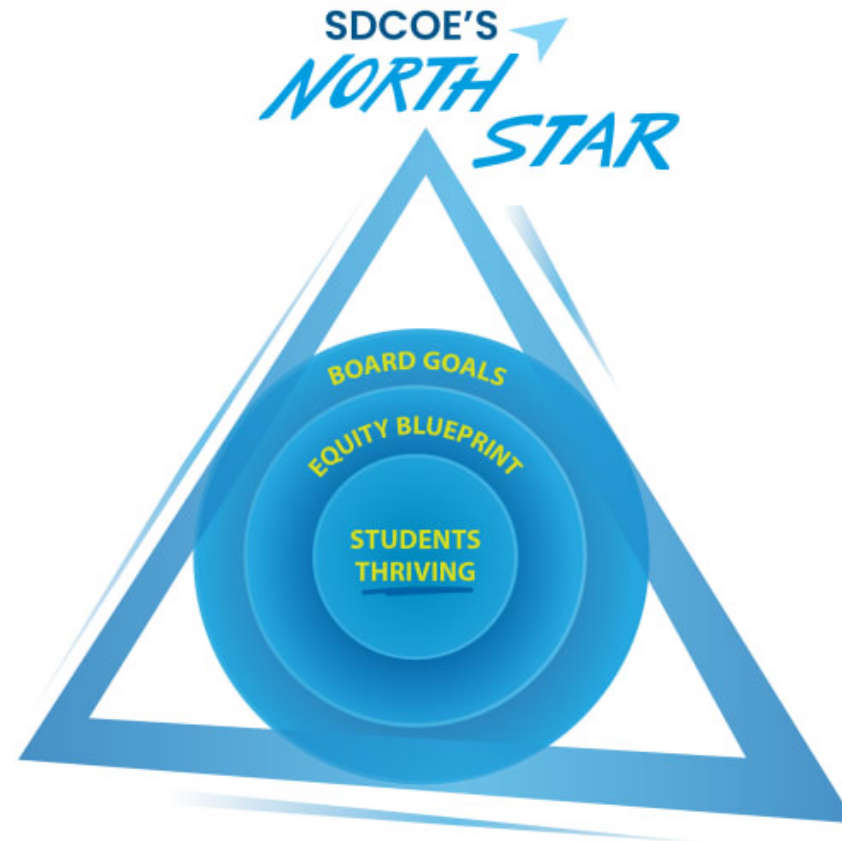 SDCOE'S
NORTH
STAR
BOARD GOALS
EQUITY BLUEPRINT
STUDENTS
THRIVING